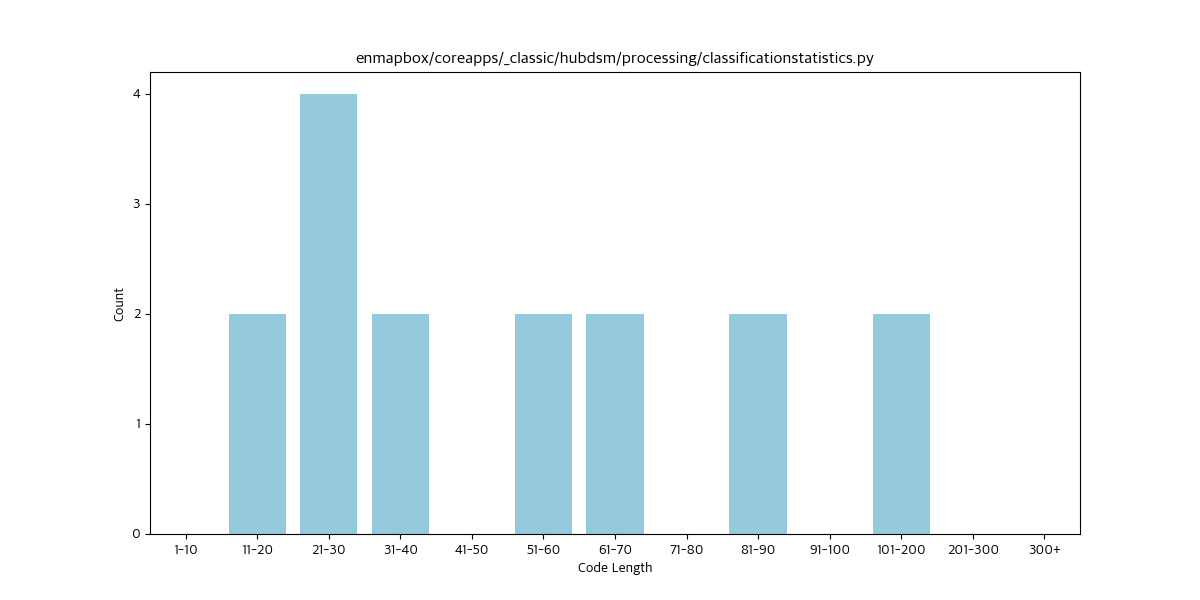 enmapbox/coreapps/_classic/hubdsm/processing/classificationstatistics.py
4
3
2
1
0
Count
1-10 11-20 21-30 31-40 41-50 51-60 61-70 71-80 81-90 91-100 101-200 201-300 300+
Code Length